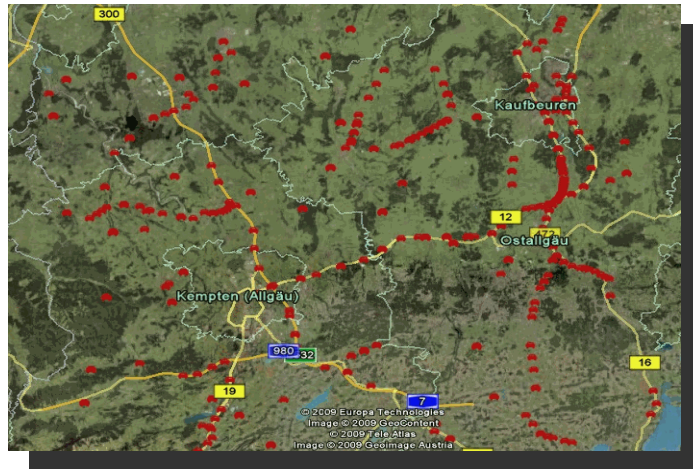 300
Kaufbeuren
12
472
Ostallgäu
Kempten (Allgäu)
980
32
16
19
7
© 2009 Europa Technologies
Image © 2009 GeoContent
© 2009 Tele Atlas
Image © 2009 Geoimage Austria